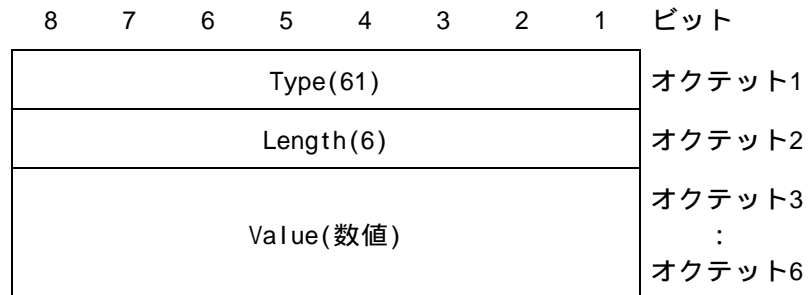 8 7 6 5 4 3 2 1 ビット
Type(61) オクテット1
Length(6) オクテット2
オクテット3
Value(数値) :
オクテット6